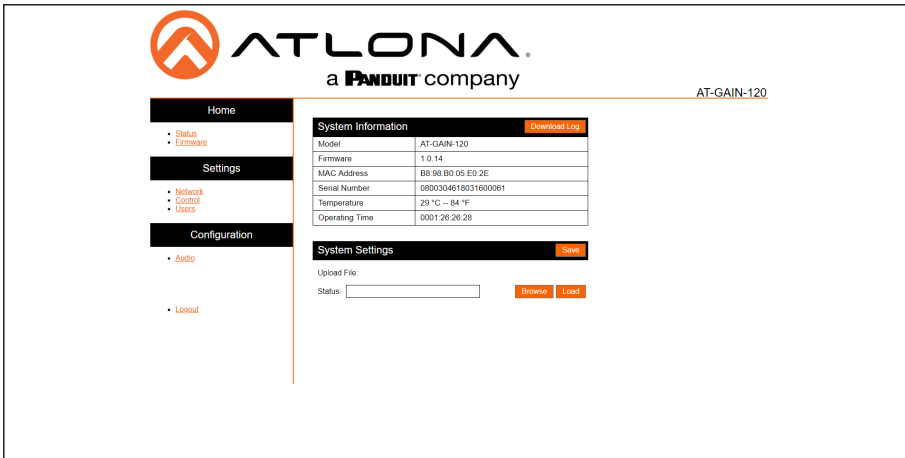 ATLONA.
a PANDUIT company
AT-GAIN-120
Home
• Status
• Firmware
Settings
• Network
• Control
• Users
Configuration
• Audio
• Logout
System Information Download Log
Model AT-GAIN-120
Firmware 1.0.14
MAC Address B8:98:B0:05:E0:2E
Serial Number 0800304618031600061
Temperature 29 °C -- 84 °F
Operating Time 0001:26:26:28
System Settings Save
Upload File:
Status: Browse Load